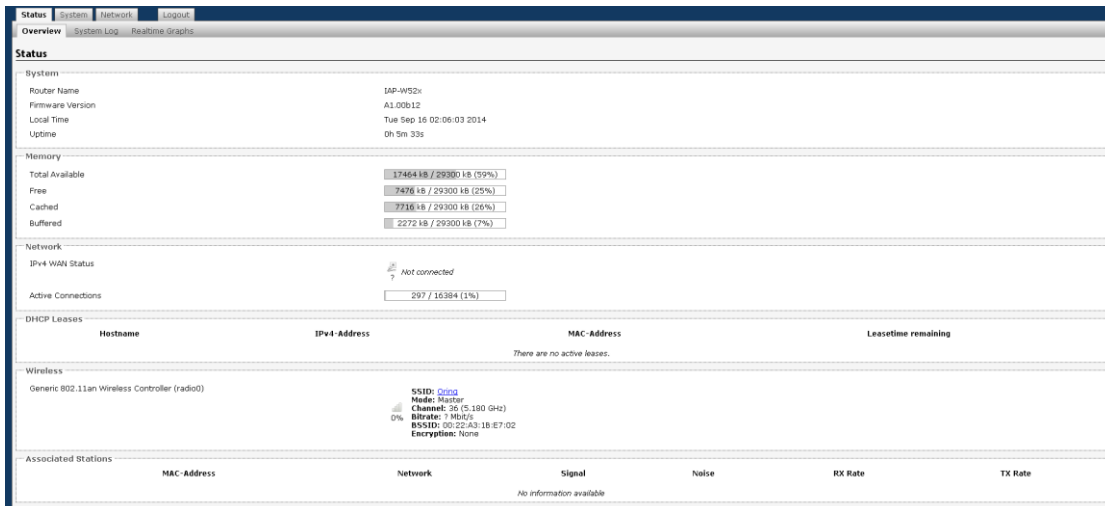 Status System Network Logout
Overview System Log Realtime Graphs
Status
System
Router Name IAP-W52x
Firmware Version A1.00b12
Local Time Tue Sep 16 02:06:03 2014
Uptime 0h 5m 33s
Memory
Total Available 17464 kB / 29300 kB (59%)
Free 7476 kB / 29300 kB (25%)
Cached 7716 kB / 29300 kB (26%)
Buffered 2272 kB / 29300 kB (7%)
Network
IPv4 WAN Status ? Not connected
Active Connections 297 / 16384 (1%)
DHCP Leases
Hostname IPv4-Address MAC-Address Leasetime remaining
There are no active leases.
Wireless
Generic 802.11an Wireless Controller (radio0)
SSID: Oring
Mode: Master
Channel: 36 (5.180 GHz)
0% Bitrate: ? Mbit/s
BSSID: 00:22:A3:1B:E7:02
Encryption: None
Associated Stations
MAC-Address Network Signal Noise RX Rate TX Rate
No information available